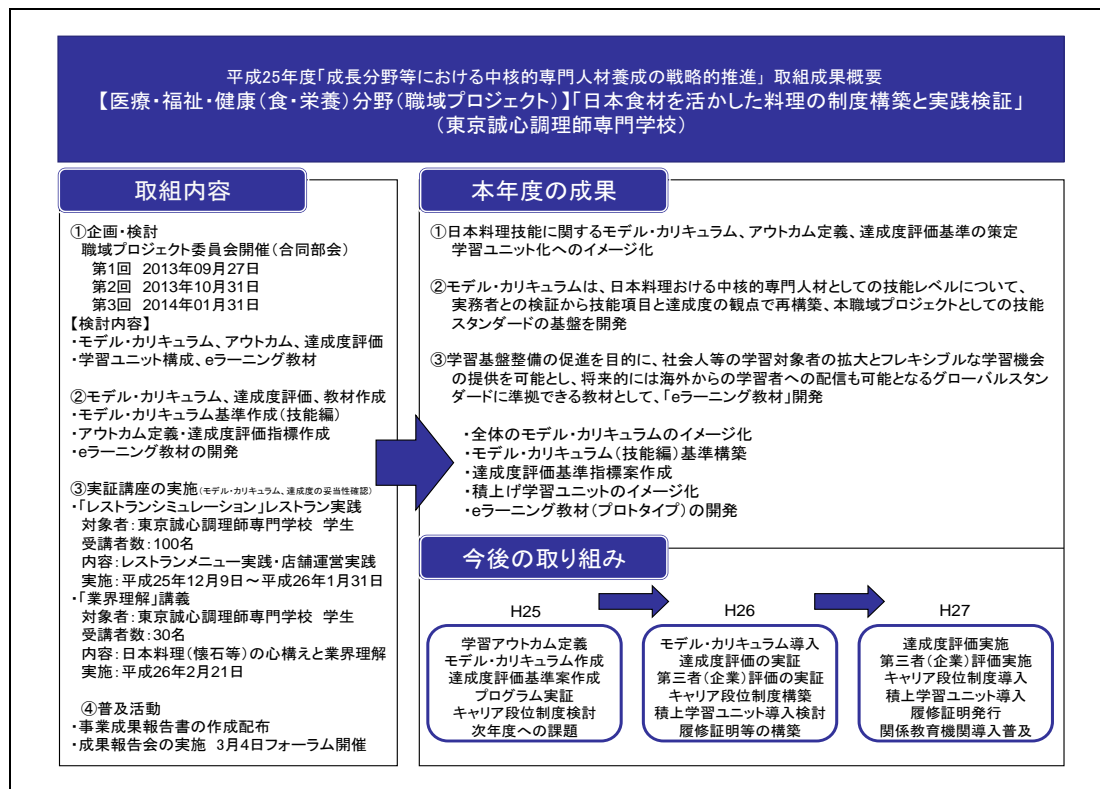 平成25年度「成長分野等における中核的専門人材養成の戦略的推進」 取組成果概要
【医療・福祉・健康(食・栄養)分野(職域プロジェクト)】「日本食材を活かした料理の制度構築と実践検証」
(東京誠心調理師専門学校)
取組内容
①企画・検討
職域プロジェクト委員会開催(合同部会)
第1回 2013年09月27日
第2回 2013年10月31日
第3回 2014年01月31日
【検討内容】
・モデル・カリキュラム、アウトカム、達成度評価
・学習ユニット構成、eラーニング教材
②モデル・カリキュラム、達成度評価、教材作成
・モデル・カリキュラム基準作成(技能編)
・アウトカム定義・達成度評価指標作成
・eラーニング教材の開発
③実証講座の実施(モデル・カリキュラム、達成度の妥当性確認)
・「レストランシミュレーション」レストラン実践
対象者:東京誠心調理師専門学校 学生
受講者数:100名
内容:レストランメニュー実践・店舗運営実践
実施:平成25年12月9日~平成26年1月31日
・「業界理解」講義
対象者:東京誠心調理師専門学校 学生
受講者数:30名
内容:日本料理(懐石等)の心構えと業界理解
実施:平成26年2月21日
④普及活動
・事業成果報告書の作成配布
・成果報告会の実施 3月4日フォーラム開催
本年度の成果
①日本料理技能に関するモデル・カリキュラム、アウトカム定義、達成度評価基準の策定
学習ユニット化へのイメージ化
②モデル・カリキュラムは、日本料理おける中核的専門人材としての技能レベルについて、
実務者との検証から技能項目と達成度の観点で再構築、本職域プロジェクトとしての技能
スタンダードの基盤を開発
③学習基盤整備の促進を目的に、社会人等の学習対象者の拡大とフレキシブルな学習機会
の提供を可能とし、将来的には海外からの学習者への配信も可能となるグローバルスタン
ダードに準拠できる教材として、「eラーニング教材」開発
・全体のモデル・カリキュラムのイメージ化
・モデル・カリキュラム(技能編)基準構築
・達成度評価基準指標案作成
・積上げ学習ユニットのイメージ化
・eラーニング教材(プロトタイプ)の開発
今後の取り組み
H25
学習アウトカム定義
モデル・カリキュラム作成
達成度評価基準案作成
プログラム実証
キャリア段位制度検討
次年度への課題
H26
モデル・カリキュラム導入
達成度評価の実証
第三者(企業)評価の実証
キャリア段位制度構築
積上学習ユニット導入検討
履修証明等の構築
H27
達成度評価実施
第三者(企業)評価実施
キャリア段位制度導入
積上学習ユニット導入
履修証明発行
関係教育機関導入普及